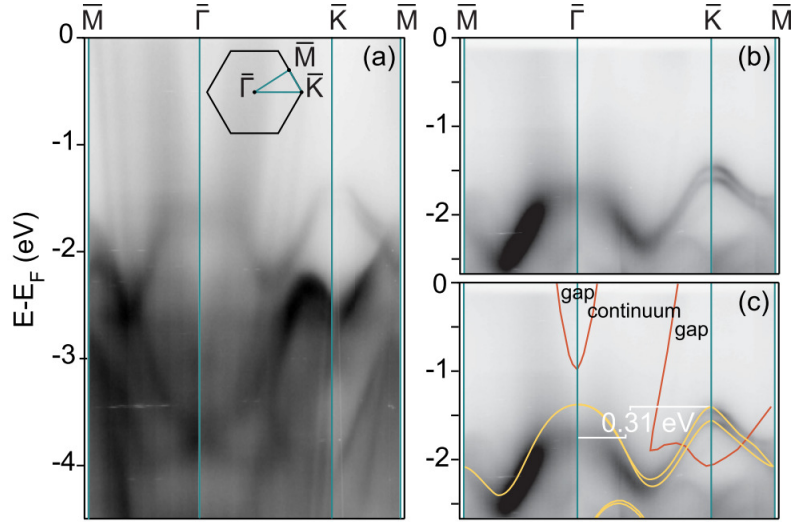 M̅ Γ̅ K̅ M̅
M̅ Γ̅ K̅ M̅
E-E_F (eV)
0
-1
-2
-3
-4
(a)
M̅
Γ̅
K̅
0
-1
-2
(b)
0
-1
-2
(c)
gap
continuum
gap
0.31 eV